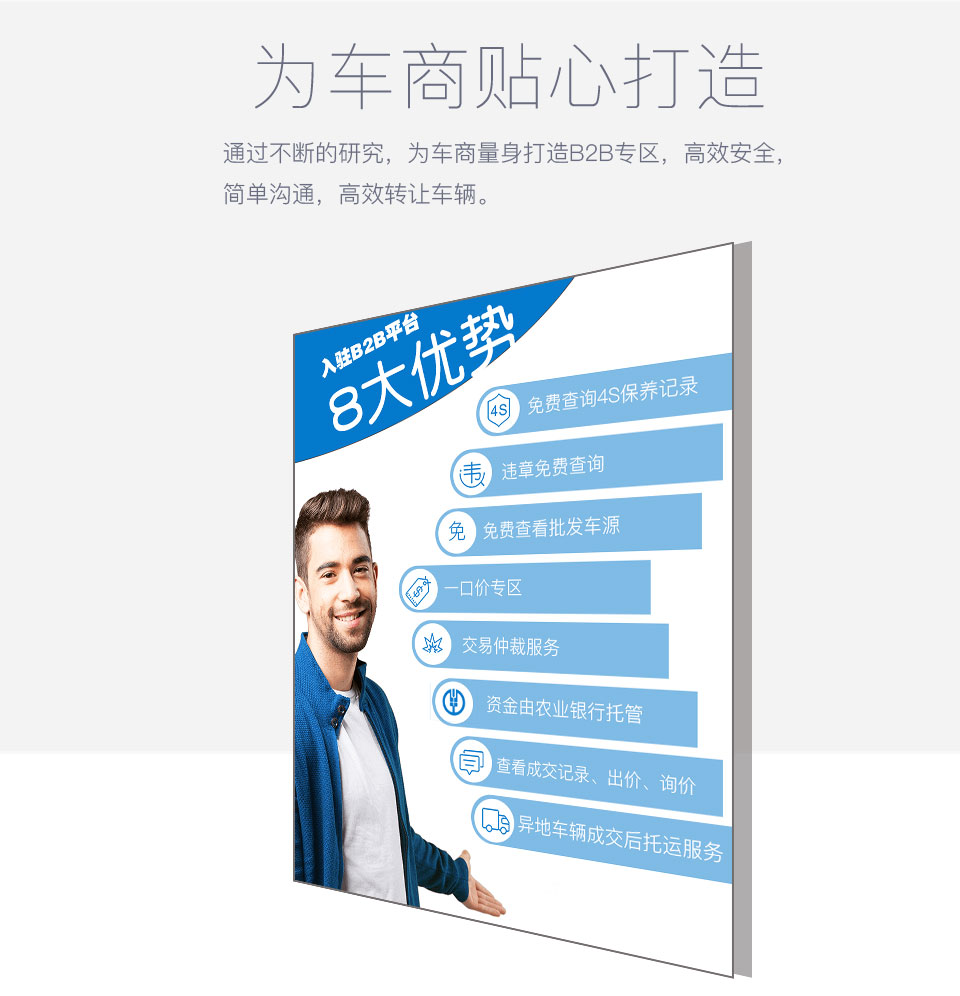 为车商贴心打造
通过不断的研究，为车商量身打造B2B专区，高效安全，
简单沟通，高效转让车辆。
入驻B2B平台
8大优势
4S 免费查询4S保养记录
违 违章免费查询
免 免费查看批发车源
$ 一口价专区
交易仲裁服务
资金由农业银行托管
查看成交记录、出价、询价
异地车辆成交后托运服务